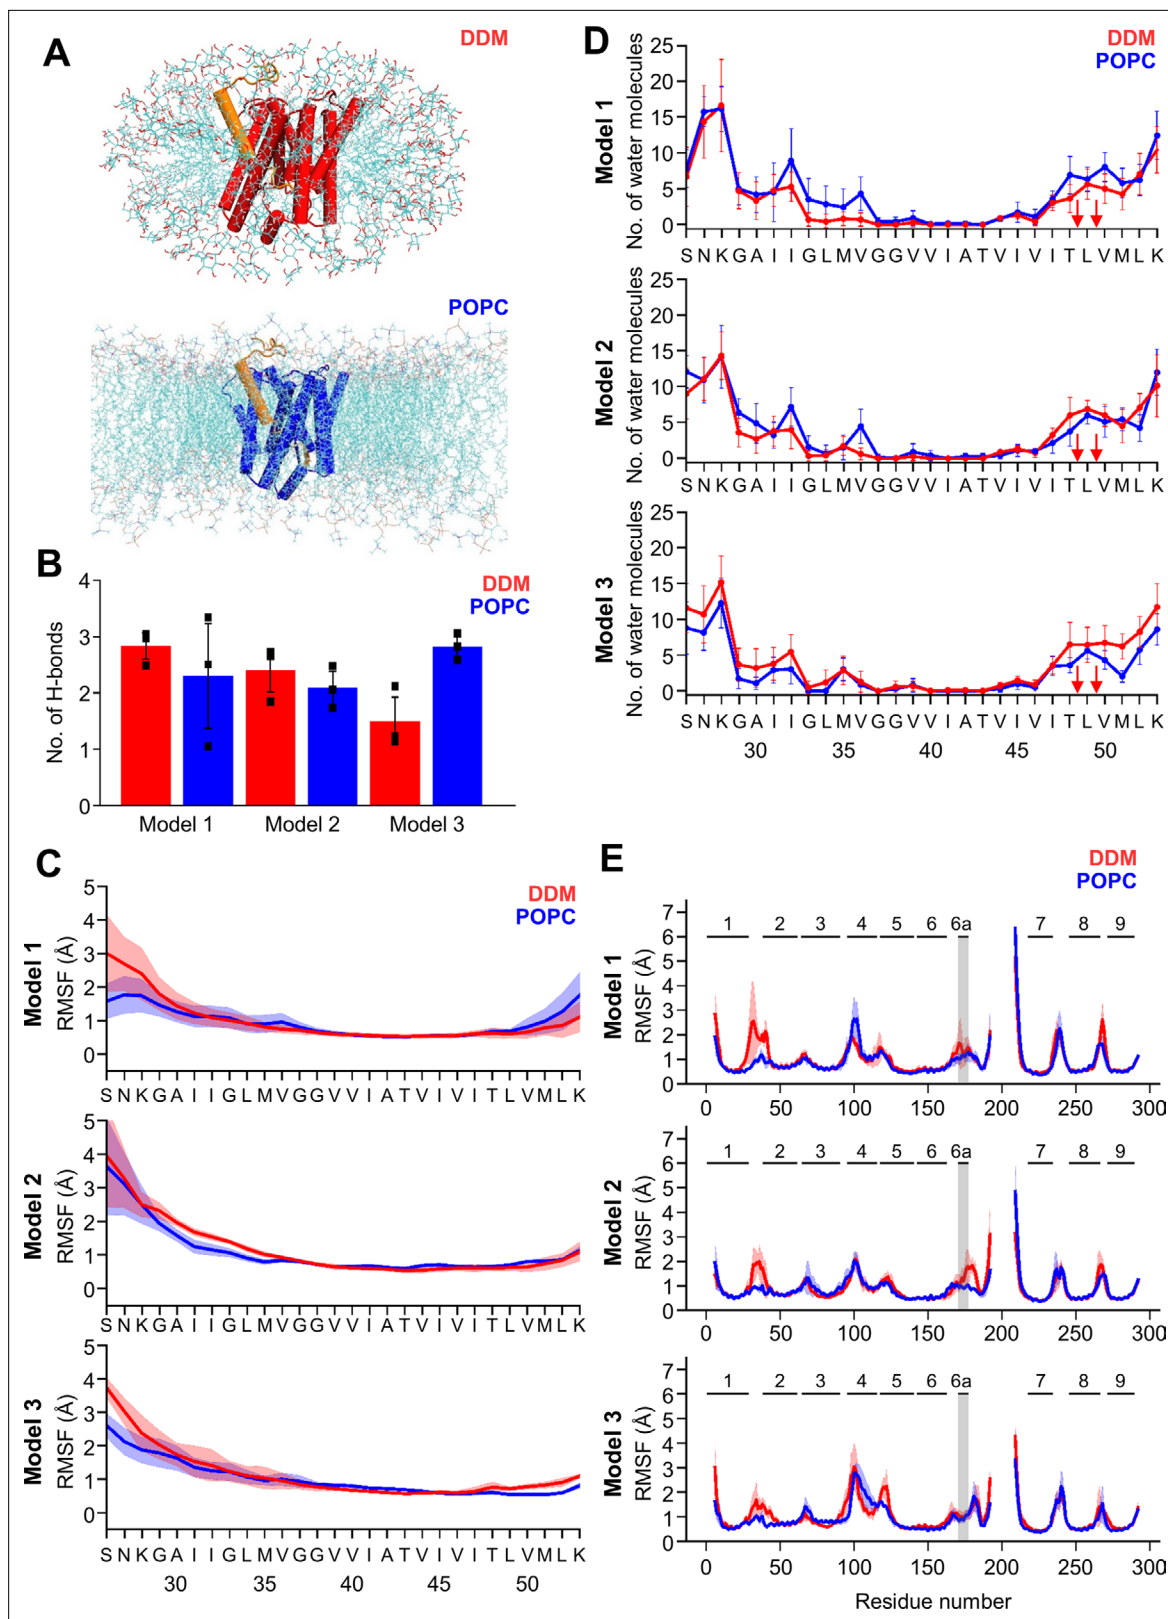 A
DDM
POPC
B
DDM
POPC
No. of H-bonds
4
3
2
1
0
Model 1 Model 2 Model 3
C
DDM
POPC
Model 1
RMSF (Å)
5
4
3
2
1
0
S N K G A I I G L M V G G V V I A T V I V I T L V M L K
Model 2
RMSF (Å)
5
4
3
2
1
0
S N K G A I I G L M V G G V V I A T V I V I T L V M L K
Model 3
RMSF (Å)
5
4
3
2
1
0
S N K G A I I G L M V G G V V I A T V I V I T L V M L K
30 35 40 45 50
D
DDM
POPC
Model 1
No. of water molecules
25
20
15
10
5
0
S N K G A I I G L M V G G V V I A T V I V I T L V M L K
Model 2
No. of water molecules
25
20
15
10
5
0
S N K G A I I G L M V G G V V I A T V I V I T L V M L K
Model 3
No. of water molecules
25
20
15
10
5
0
S N K G A I I G L M V G G V V I A T V I V I T L V M L K
30 35 40 45 50
E
DDM
POPC
Model 1
RMSF (Å)
7
6
5
4
3
2
1
0
1 2 3 4 5 6 6a 7 8 9
0 50 100 150 200 250 300
Model 2
RMSF (Å)
7
6
5
4
3
2
1
0
1 2 3 4 5 6 6a 7 8 9
0 50 100 150 200 250 300
Model 3
RMSF (Å)
7
6
5
4
3
2
1
0
1 2 3 4 5 6 6a 7 8 9
0 50 100 150 200 250 300
Residue number